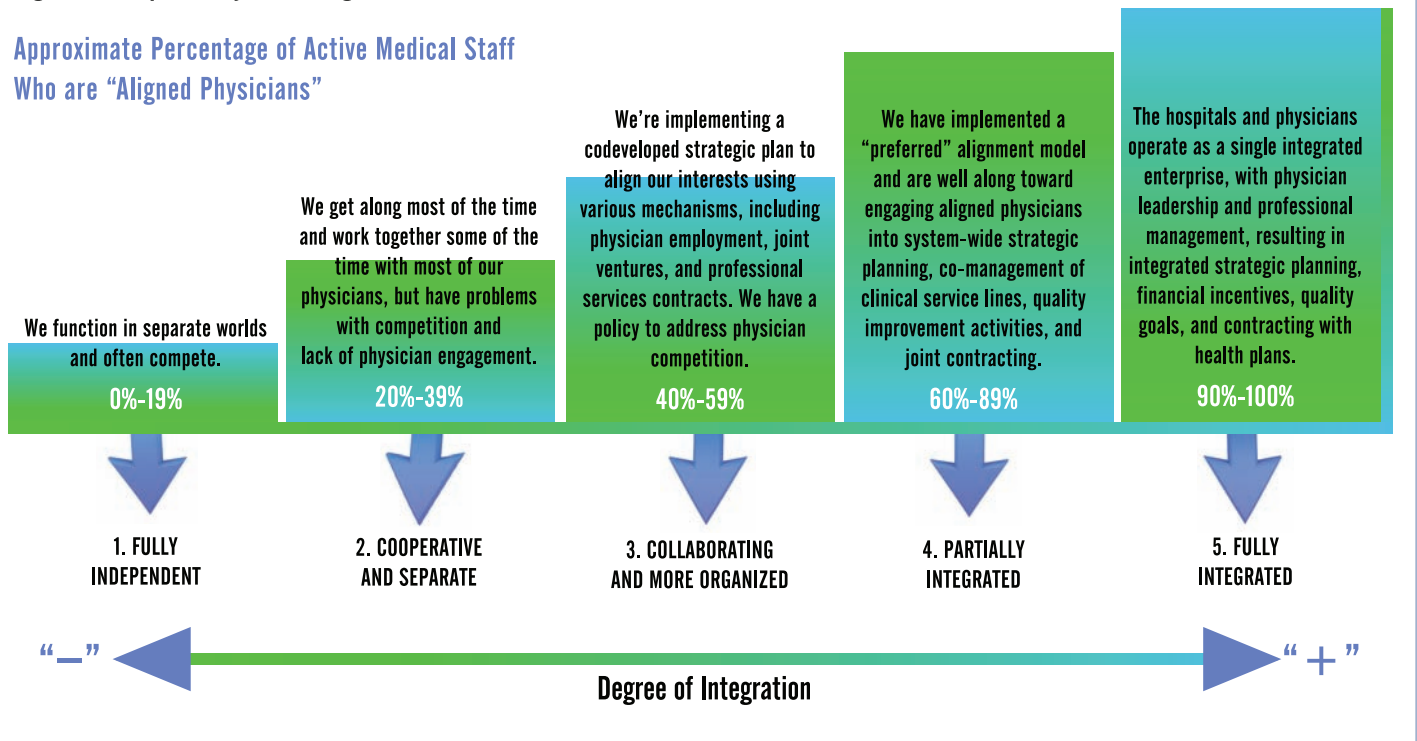 Approximate Percentage of Active Medical Staff
Who are “Aligned Physicians”
We function in separate worlds
and often compete.
0%-19%
We get along most of the time
and work together some of the
time with most of our
physicians, but have problems
with competition and
lack of physician engagement.
20%-39%
We’re implementing a
codeveloped strategic plan to
align our interests using
various mechanisms, including
physician employment, joint
ventures, and professional
services contracts. We have a
policy to address physician
competition.
40%-59%
We have implemented a
“preferred” alignment model
and are well along toward
engaging aligned physicians
into system-wide strategic
planning, co-management of
clinical service lines, quality
improvement activities, and
joint contracting.
60%-89%
The hospitals and physicians
operate as a single integrated
enterprise, with physician
leadership and professional
management, resulting in
integrated strategic planning,
financial incentives, quality
goals, and contracting with
health plans.
90%-100%
1. FULLY
INDEPENDENT
2. COOPERATIVE
AND SEPARATE
3. COLLABORATING
AND MORE ORGANIZED
4. PARTIALLY
INTEGRATED
5. FULLY
INTEGRATED
“–”
“+”
Degree of Integration